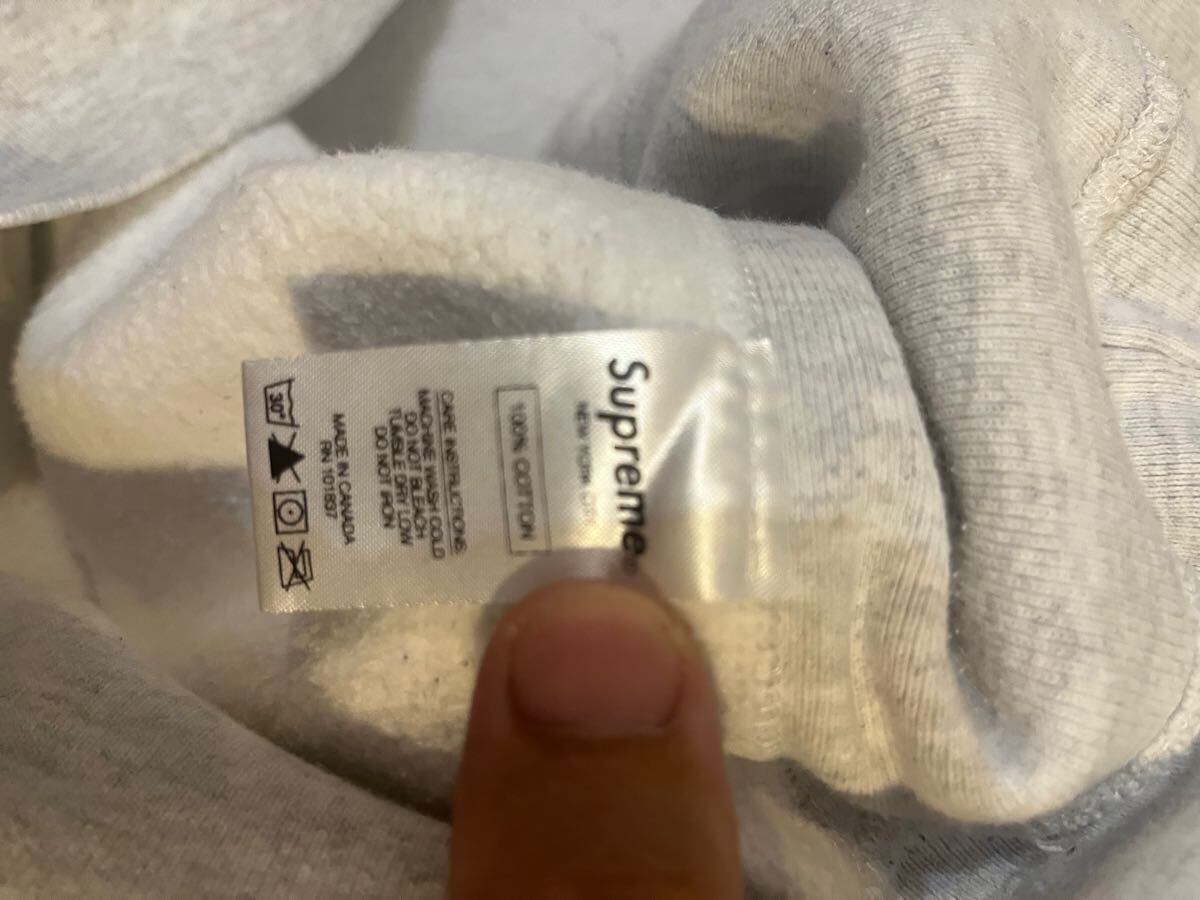 Supreme®
NEW YORK CITY
100% COTTON
CARE INSTRUCTIONS:
MACHINE WASH COLD
DO NOT BLEACH
TUMBLE DRY LOW
DO NOT IRON
MADE IN CANADA
RN 101837
30°